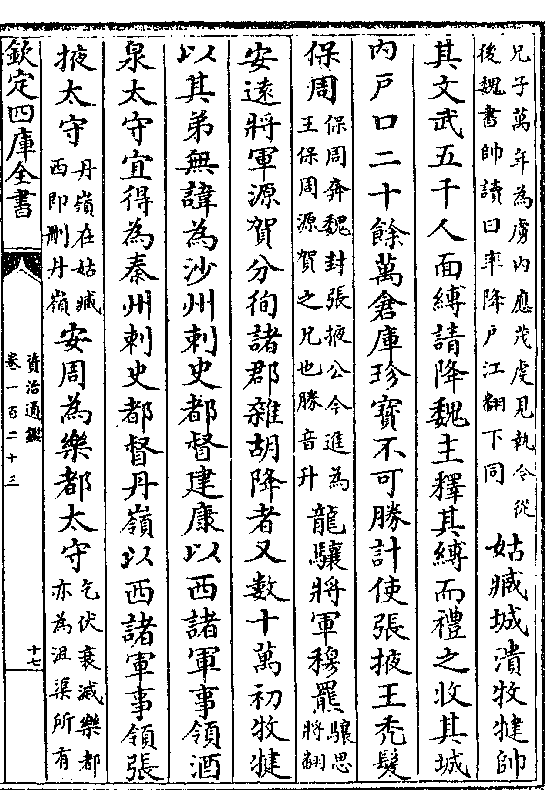 兄子萬年為虜内應茂虔見執今從
後魏書帥讀曰率降戶江翻下同
姑臧城潰牧犍帥
其文武五千人面縛請降魏主釋其縛而禮之收其城
内戶口二十餘萬倉庫珍寶不可勝計使張掖王禿髮
保周
保周奔魏封張掖公今進為
王保周源賀之兄也勝音升
龍驤將軍穆羆
驤思
將翻
安遠將軍源賀分徇諸郡雜胡降者又數十萬初牧犍
以其弟無諱為沙州刺史都督建康以西諸軍事領酒
泉太守宜得為秦州刺史都督丹嶺以西諸軍事領張
掖太守
丹嶺在姑臧
西即刪丹嶺
安周為樂都太守
乞伏衰滅樂都
亦為沮渠所有
欽定四庫全書
資治通鑑
卷一百二十三
十七